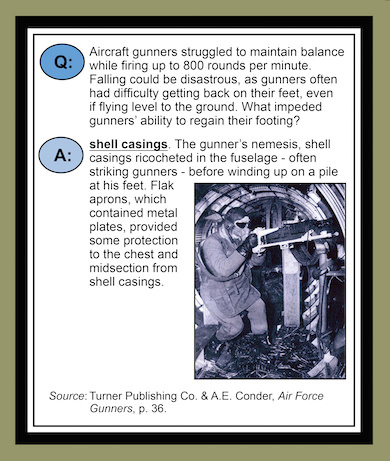 Q:
Aircraft gunners struggled to maintain balance
while firing up to 800 rounds per minute.
Falling could be disastrous, as gunners often
had difficulty getting back on their feet, even
if flying level to the ground. What impeded
gunners' ability to regain their footing?
A:
shell casings. The gunner's nemesis, shell
casings ricocheted in the fuselage - often
striking gunners - before winding up on a pile
at his feet. Flak
aprons, which
contained metal
plates, provided
some protection
to the chest and
midsection from
shell casings.
Source: Turner Publishing Co. & A.E. Conder, Air Force
Gunners, p. 36.